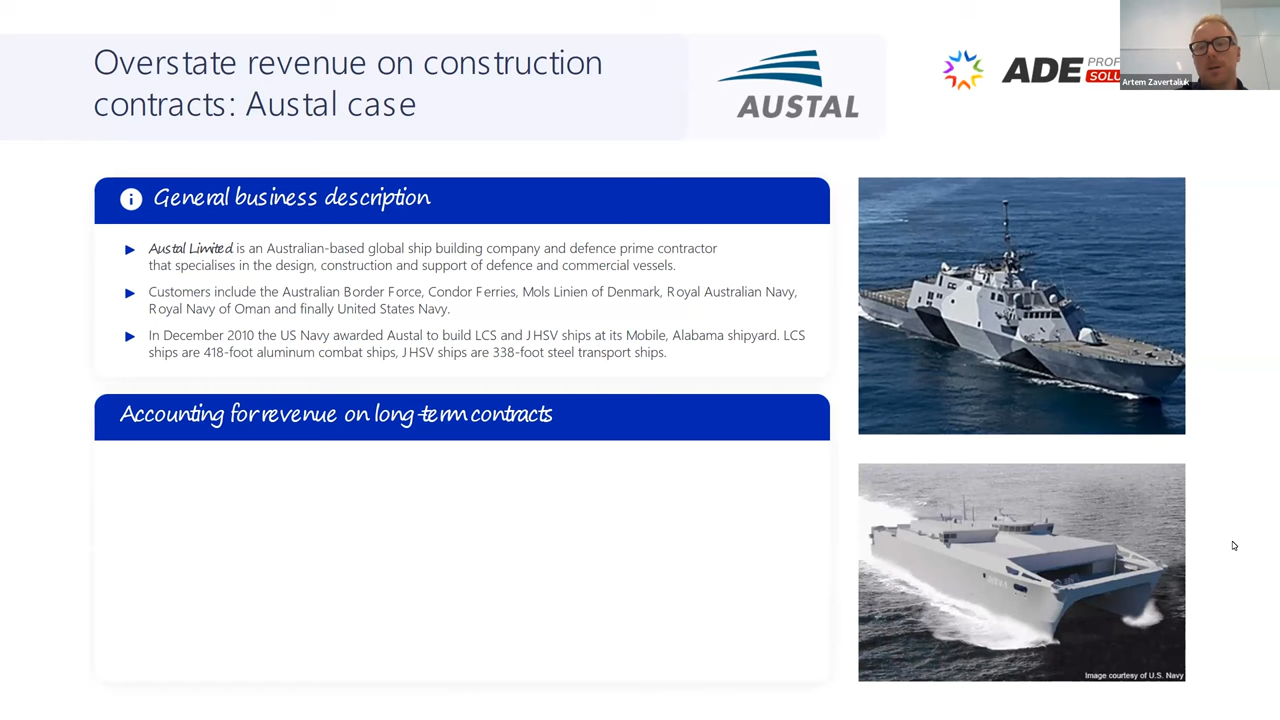 Overstate revenue on construction
contracts: Austal case
AUSTAL
ADE PROF
SOLU
Artem Zavertaliuk
General business description
Austal Limited is an Australian-based global ship building company and defence prime contractor
that specialises in the design, construction and support of defence and commercial vessels.
Customers include the Australian Border Force, Condor Ferries, Mols Linien of Denmark, Royal Australian Navy,
Royal Navy of Oman and finally United States Navy.
In December 2010 the US Navy awarded Austal to build LCS and JHSV ships at its Mobile, Alabama shipyard. LCS
ships are 418-foot aluminum combat ships, JHSV ships are 338-foot steel transport ships.
Accounting for revenue on long-term contracts
Image courtesy of U.S. Navy